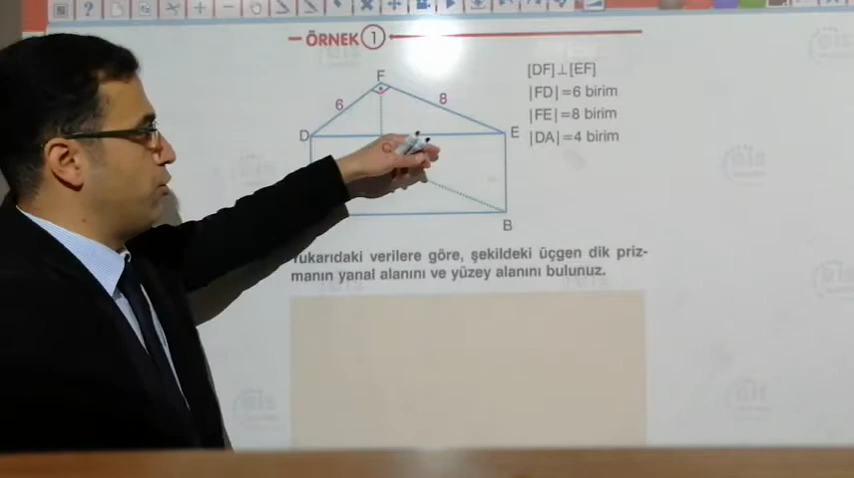 ÖRNEK 1
F
6
8
D
E
C
B
[DF]⊥[EF]
|FD|=6 birim
|FE|=8 birim
|DA|=4 birim
Yukarıdaki verilere göre, şekildeki üçgen dik priz-
manın yanal alanını ve yüzey alanını bulunuz.